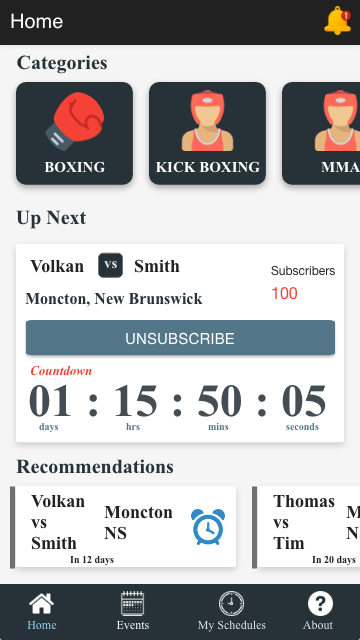 Home
1
Categories
BOXING
KICK BOXING
MMA
Up Next
Volkan vs Smith
Subscribers
Moncton, New Brunswick
100
UNSUBSCRIBE
Countdown
01 : 15 : 50 : 05
days hrs mins seconds
Recommendations
Volkan
vs
Smith
Moncton
NS
In 12 days
Thomas
vs
Tim
M
N
In 20 days
Home Events My Schedules About